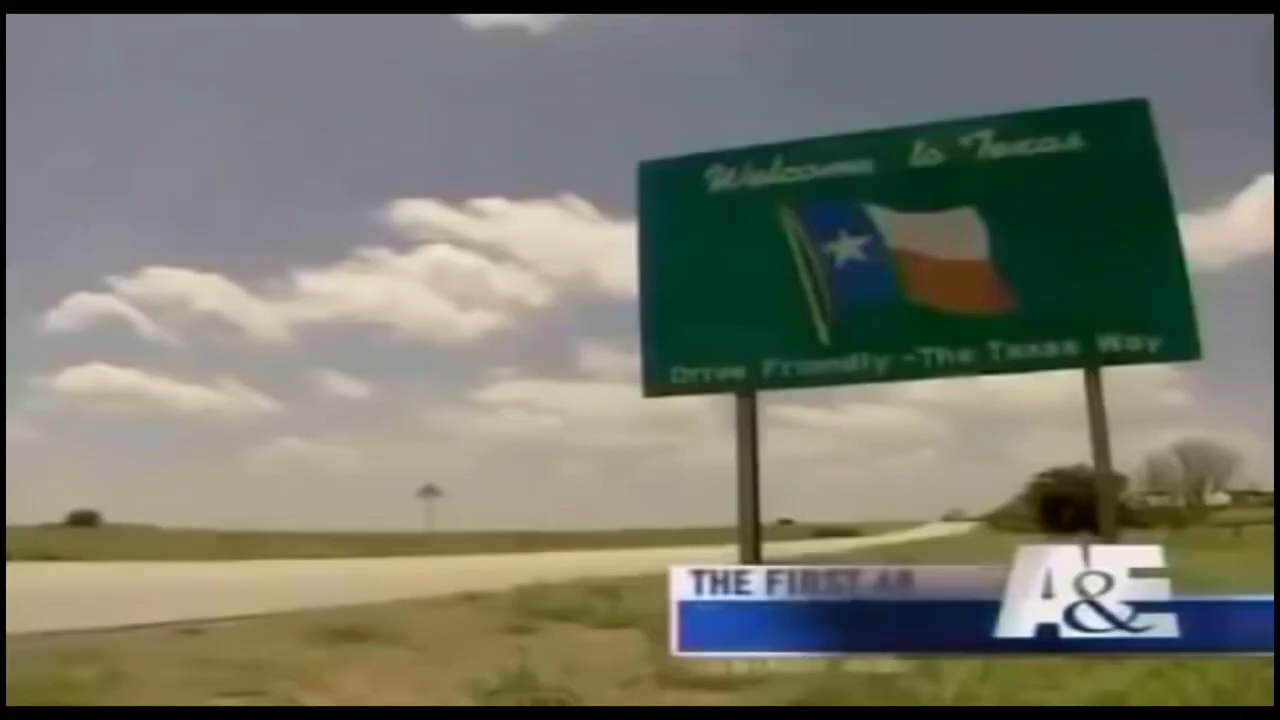 Welcome to Texas
Drive Friendly - The Texas Way
THE FIRST 48
A&E